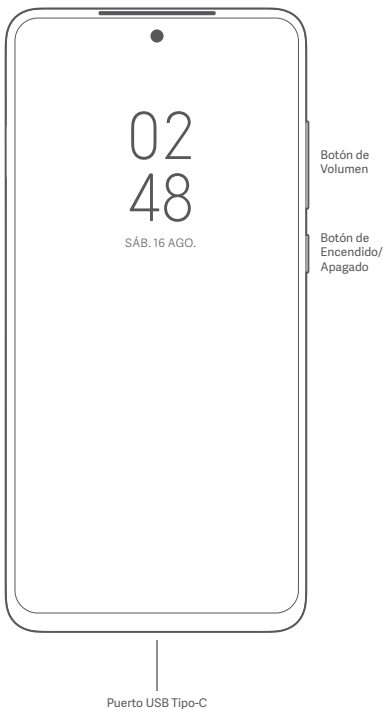 02
48
SÁB. 16 AGO.
Botón de
Volumen
Botón de
Encendido/
Apagado
Puerto USB Tipo-C